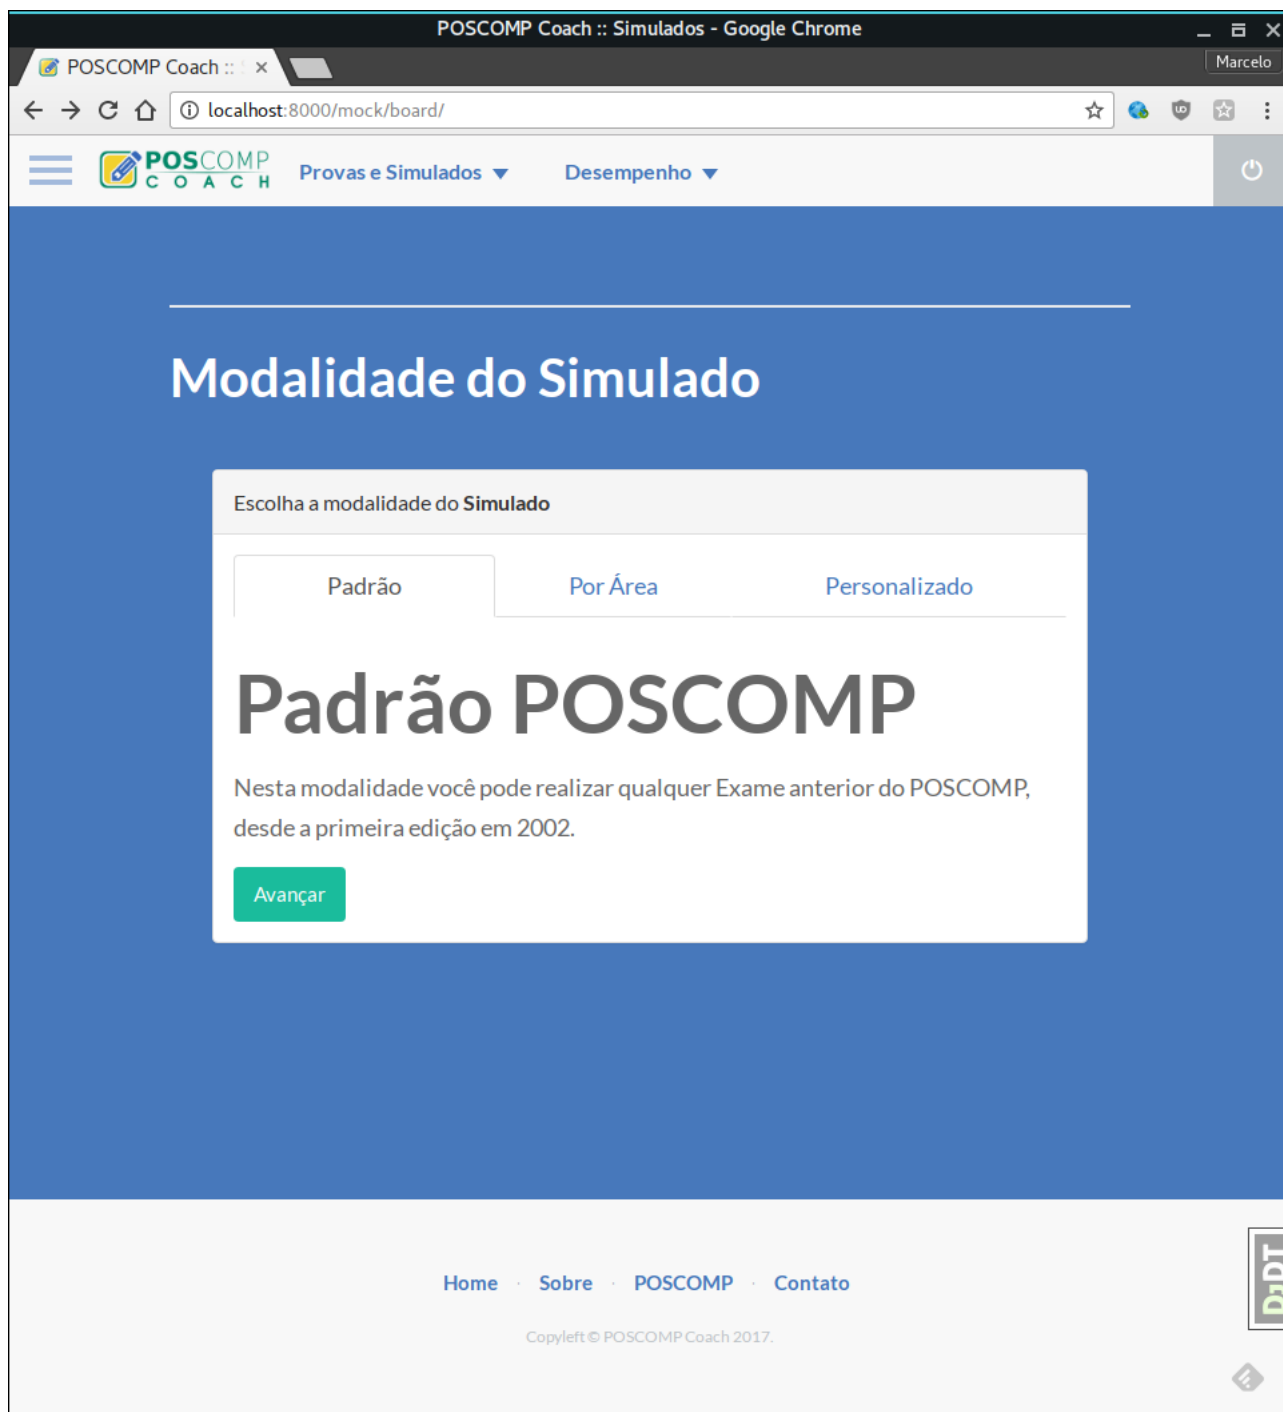 POSCOMP Coach :: Simulados - Google Chrome
POSCOMP Coach ::
Marcelo
localhost:8000/mock/board/
POSCOMP
COACH
Provas e Simulados
Desempenho
Modalidade do Simulado
Escolha a modalidade do Simulado
Padrão
Por Área
Personalizado
Padrão POSCOMP
Nesta modalidade você pode realizar qualquer Exame anterior do POSCOMP,
desde a primeira edição em 2002.
Avançar
Home · Sobre · POSCOMP · Contato
Copyleft © POSCOMP Coach 2017.
DjDT